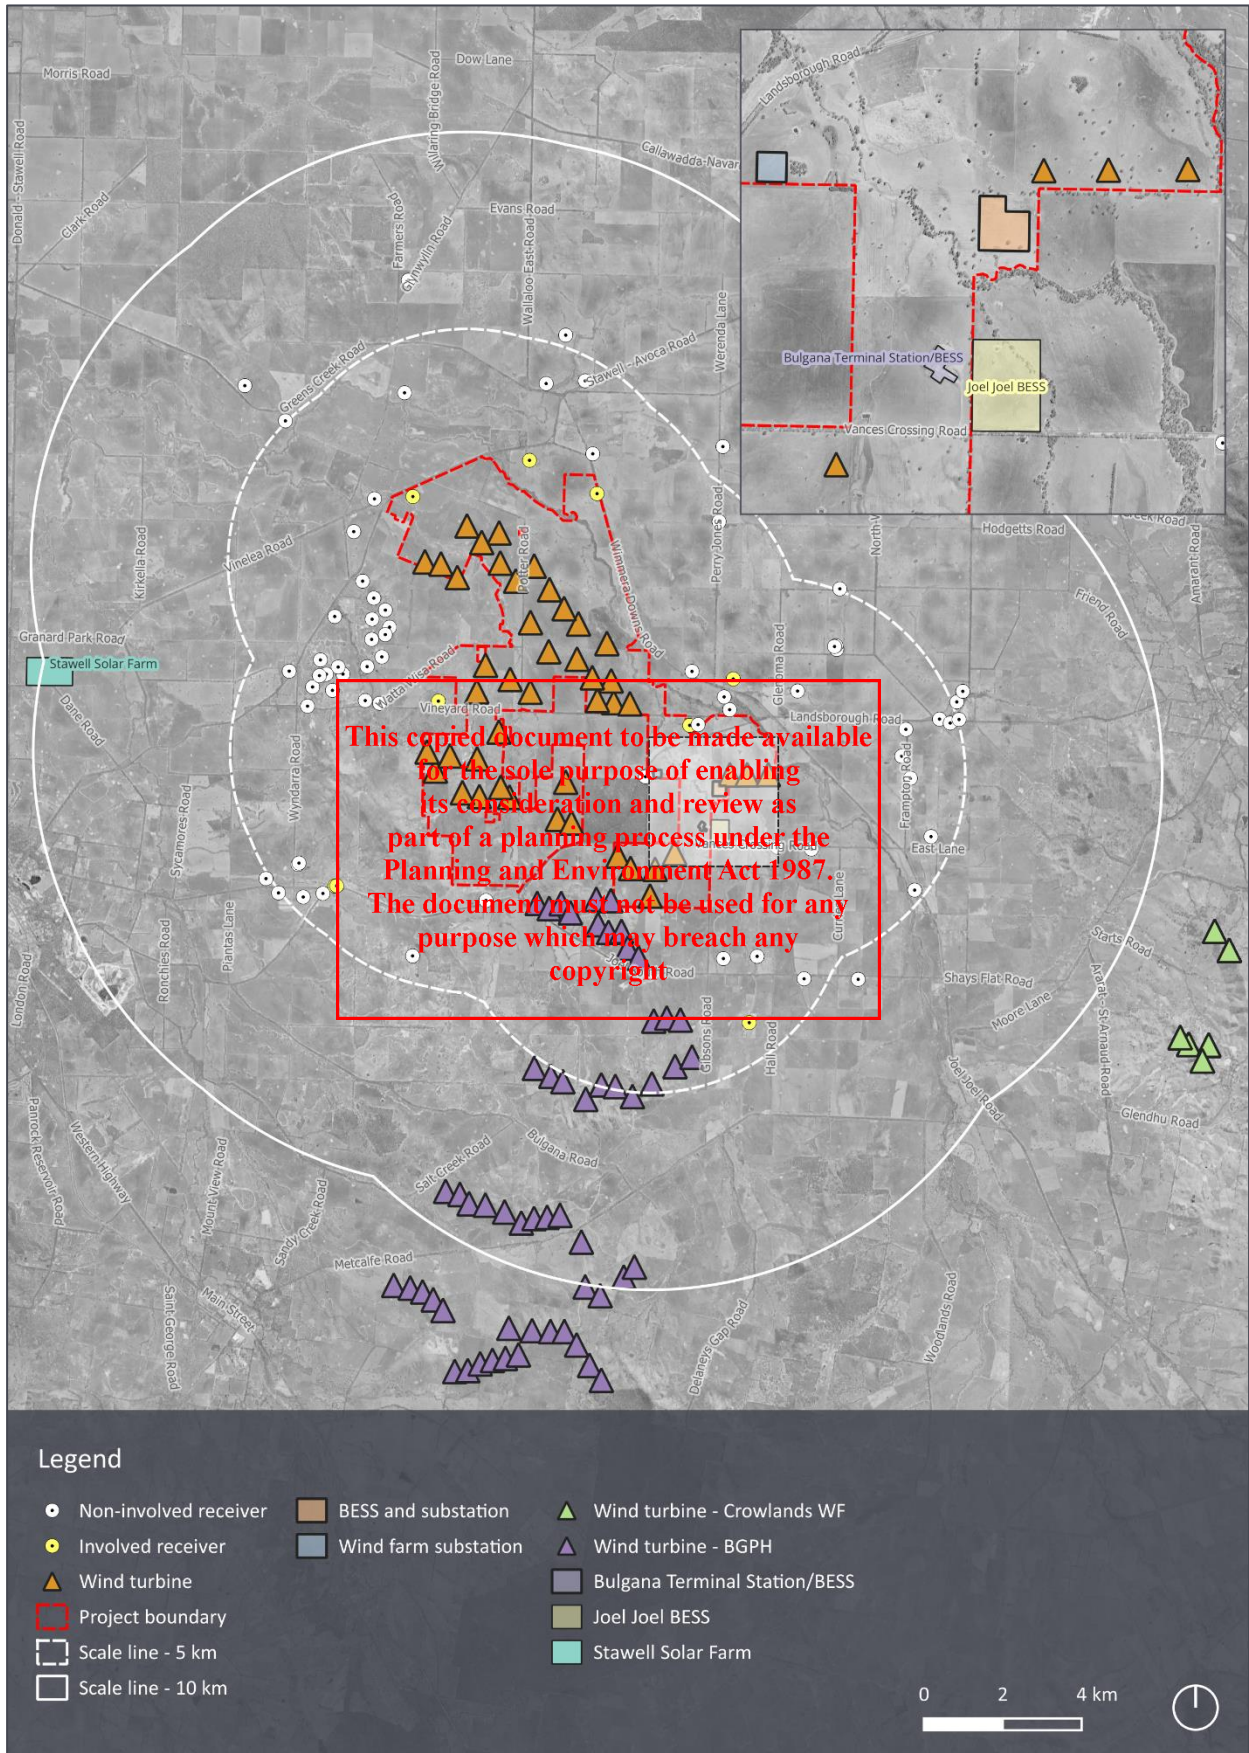 Morris Road
Dow Lane
Donald - Stawell Road
Willaring Bridge Road
Callawadda-Navar
Clark Road
Farmers Road
Glynwylln Road
Evans Road
Wallaloo East Road
Werenda Lane
Stawell - Avoca Road
Greens Creek Road
Landsborough Road
Bulgana Terminal Station/BESS
Joel Joel BESS
Vances Crossing Road
Kirkella Road
Vinelea Road
Potter Road
Wimmera Downs Road
Perry Jones Road
Hodgetts Road
Creek Road
Amarant Road
Friend Road
Granard Park Road
Stawell Solar Farm
Dane Road
Watta Wisa Road
Vineyard Road
Glenoma Road
Landsborough Road
Wyndarra Road
Sycamores Road
Frampton Road
East Lane
Vances Crossing Road
This copied document to be made available
for the sole purpose of enabling
its consideration and review as
part of a planning process under the
Planning and Environment Act 1987.
The document must not be used for any
purpose which may breach any
copyright
London Road
Ronchies Road
Plantas Lane
Starts Road
Shays Flat Road
Moore Lane
Ararat - St Arnaud Road
Gibsons Road
Hall Road
Joel Joel Road
Glendhu Road
Panrock Reservoir Road
Western Highway
Mount View Road
Sandy Creek Road
Salt Creek Road
Bulgana Road
Metcalfe Road
Main Street
Saint George Road
Delaneys Gap Road
Woodlands Road
Legend
Non-involved receiver
Involved receiver
Wind turbine
Project boundary
Scale line - 5 km
Scale line - 10 km
BESS and substation
Wind farm substation
Wind turbine - Crowlands WF
Wind turbine - BGPH
Bulgana Terminal Station/BESS
Joel Joel BESS
Stawell Solar Farm
0 2 4 km